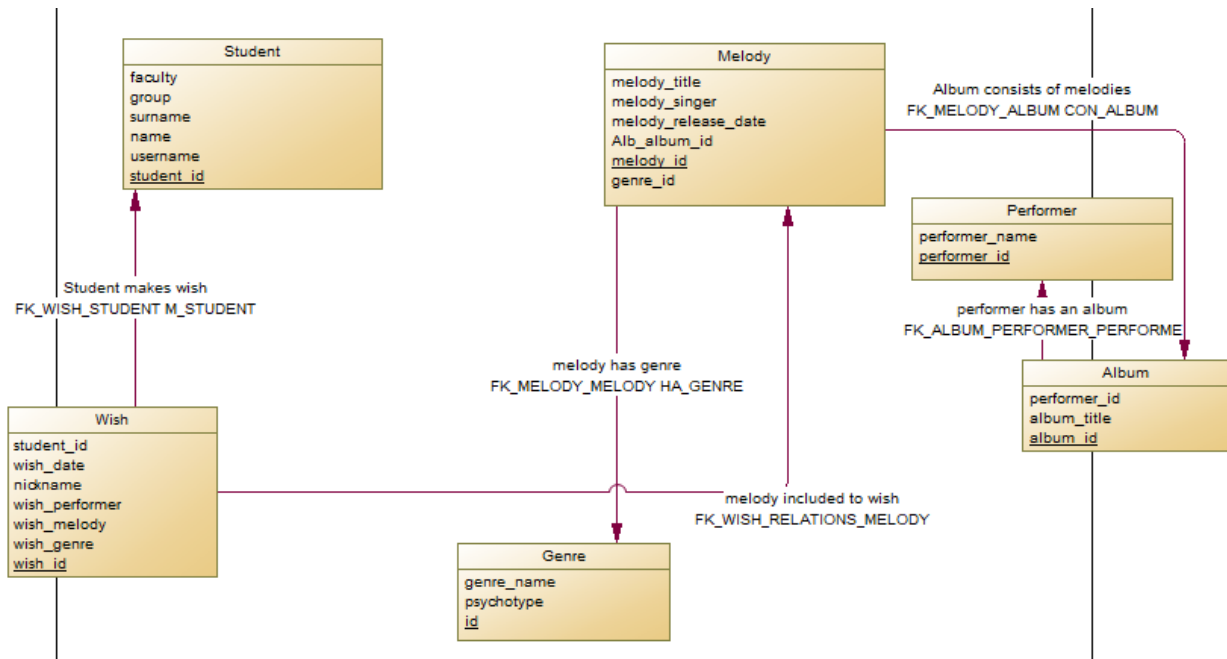 Student
faculty
group
surname
name
username
student_id
Melody
melody_title
melody_singer
melody_release_date
Alb_album_id
melody_id
genre_id
Album consists of melodies
FK_MELODY_ALBUM CON_ALBUM
Performer
performer_name
performer_id
Student makes wish
FK_WISH_STUDENT M_STUDENT
performer has an album
FK_ALBUM_PERFORMER_PERFORME
melody has genre
FK_MELODY_MELODY HA_GENRE
Album
performer_id
album_title
album_id
Wish
student_id
wish_date
nickname
wish_performer
wish_melody
wish_genre
wish_id
melody included to wish
FK_WISH_RELATIONS_MELODY
Genre
genre_name
psychotype
id